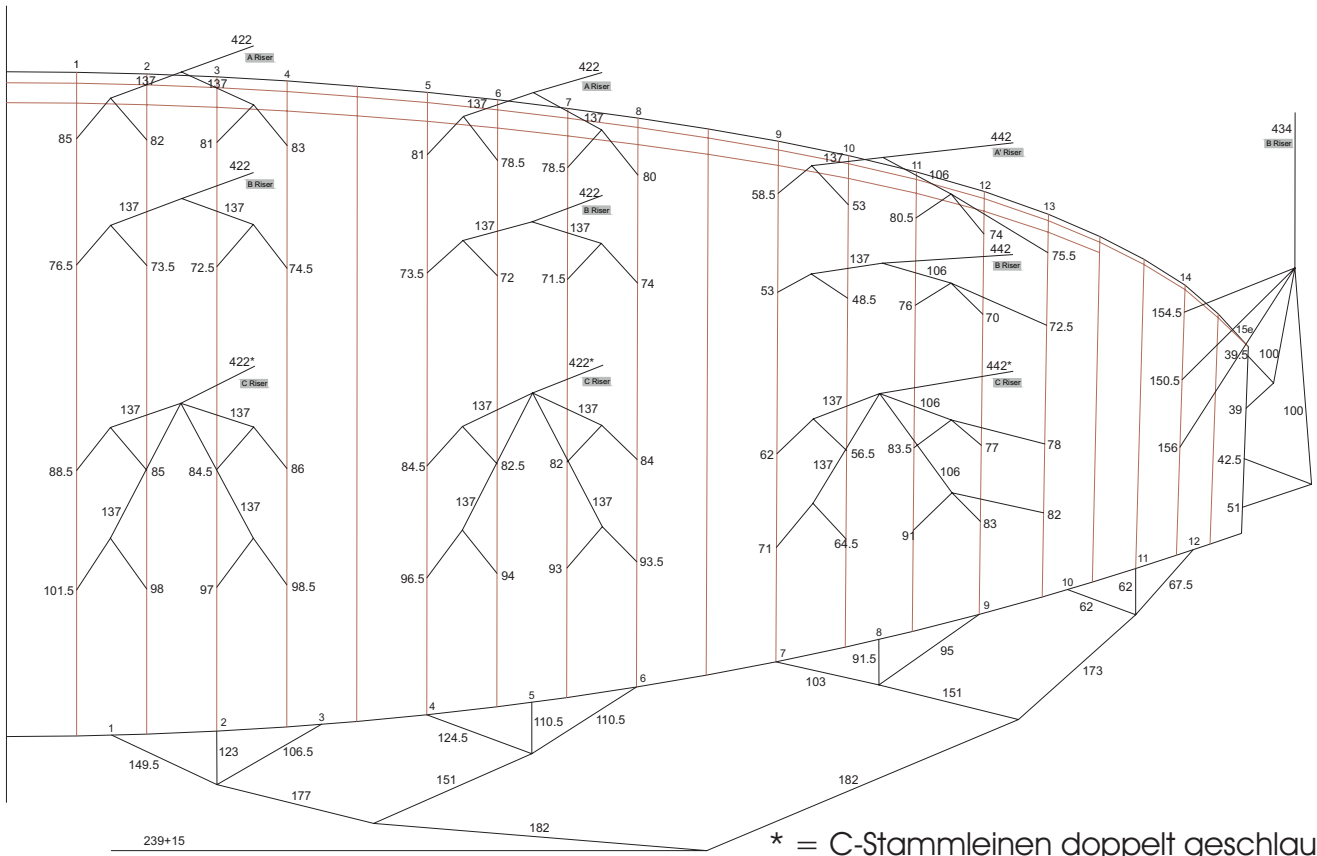 422
A Riser
1 2 3 4
137 137
85 82 81 83
422
A Riser
5 6 7 8
137 137
81 78.5 78.5 80
442
A' Riser
9 10 11 12 13
137 106
58.5 53 80.5 74 75.5
434
B Riser
14 15e
422
B Riser
137 137
76.5 73.5 72.5 74.5
422
B Riser
137 137
73.5 72 71.5 74
442
B Riser
137 106
53 48.5 76 70 72.5
154.5
150.5
156
39.5 100
39
100
42.5
51
422*
C Riser
137 137
88.5 85 84.5 86
137 137
101.5 98 97 98.5
422*
C Riser
137 137
84.5 82.5 82 84
137 137
96.5 94 93 93.5
442*
C Riser
137 106
62 56.5 83.5 77 78
137 106
71 64.5 91 83 82
1 2 3
149.5 123 106.5
4 5 6
124.5 110.5 110.5
7 8 9
103 91.5 95
10 11 12
62 62 67.5
177 151 151 173
182 182
239+15
* = C-Stammleinen doppelt geschlau